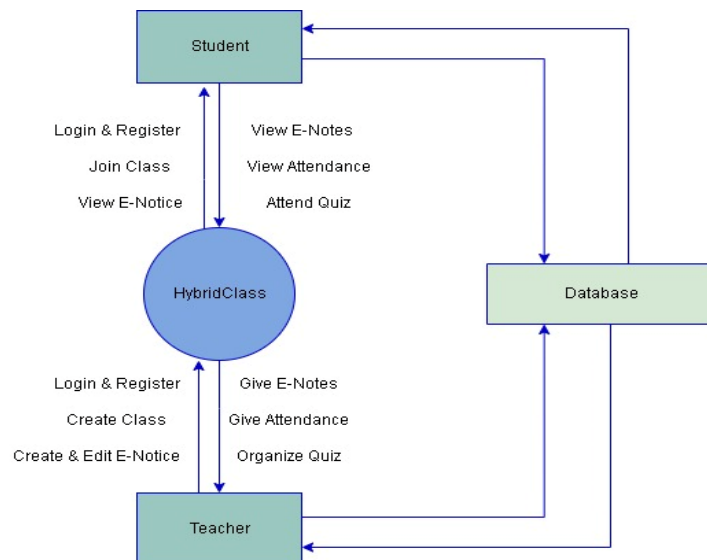 Student
Login & Register
View E-Notes
Join Class
View Attendance
View E-Notice
Attend Quiz
HybridClass
Database
Login & Register
Give E-Notes
Create Class
Give Attendance
Create & Edit E-Notice
Organize Quiz
Teacher